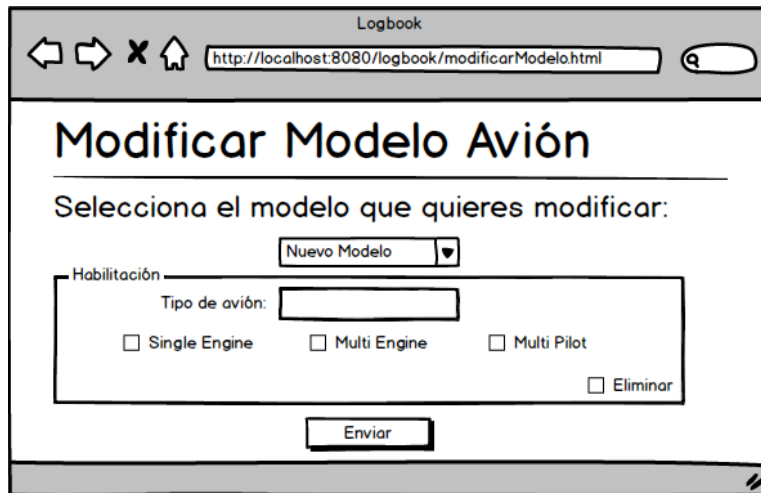 Logbook
http://localhost:8080/logbook/modificarModelo.html
Modificar Modelo Avión
Selecciona el modelo que quieres modificar:
Nuevo Modelo
Habilitación
Tipo de avión:
Single Engine Multi Engine Multi Pilot
Eliminar
Enviar